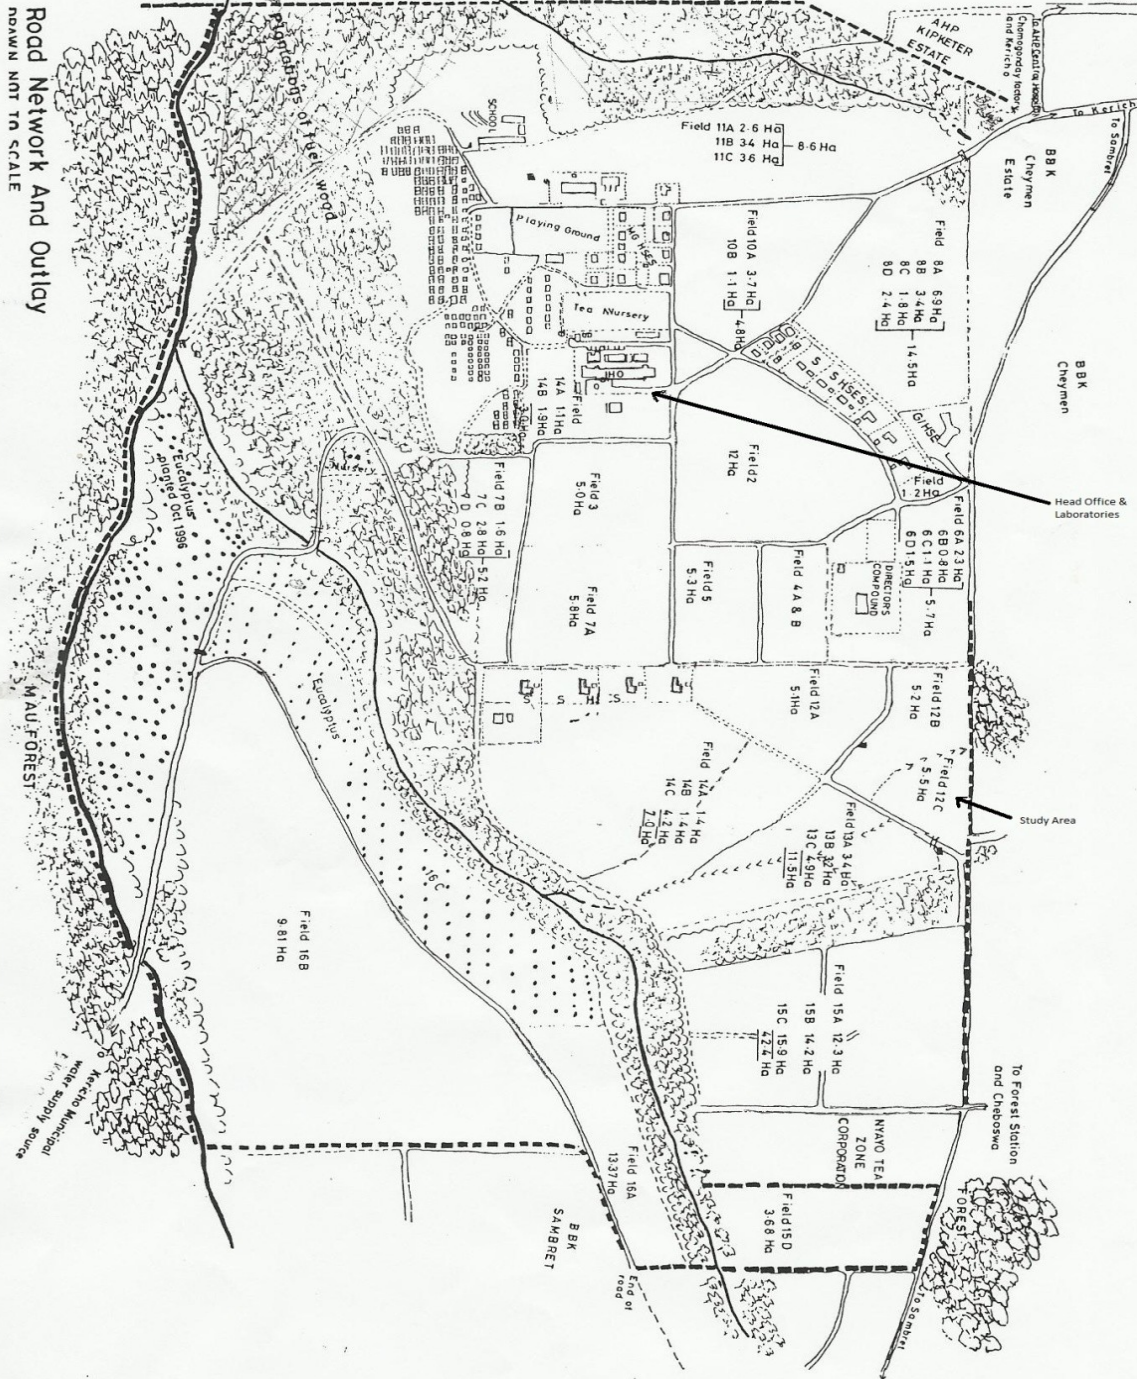 Road Network And Outlay
DRAWN NOT TO SCALE
Plantations of fuel
wood
SCHOOL
AHP
KIPKETER
ESTATE
To AHP Central Hospital
Chomogonday factory
and Kericho
To Kericho
To Sambret
BBK
Cheymen
Estate
BBK
Cheymen
Field 11A 2·6 Ha
11B 3·4 Ha
11C 3·6 Ha
8·6 Ha
Playing Ground
Tea Nursery
Field 10A 3·7 Ha
10B 1·1 Ha
4·8 Ha
Field 8A 6·9 Ha
8B 3·4 Ha
8C 1·8 Ha
8D 2·4 Ha
14·5 Ha
S S HSES
G/HSE
Field
1·2 Ha
Field
14A 1·1 Ha
14B 1·9 Ha
3·0 Ha
Field 2
12 Ha
Head Office &
Laboratories
Field 6A 2·3 Ha
6B 0·8 Ha
6C 1·1 Ha
6D 1·5 Ha
5·7 Ha
DIRECTOR'S
COMPOUND
Field 3
5·0 Ha
Field 7B 1·6 Ha
7C 2·8 Ha
7D 0·8 Ha
5·2 Ha
Field 7A
5·8 Ha
Field 5
5·3 Ha
Field 4 A & B
Eucalyptus
planted Oct 1996
Eucalyptus
MAU FOREST
S H S
Field 12A
5·1 Ha
Field 12B
5·2 Ha
Field 12C
5·5 Ha
Study Area
Field 14A 1·4 Ha
14B 1·4 Ha
14C 4·2 Ha
7·0 Ha
Field 13A 3·4 Ha
13B 3·2 Ha
13C 4·9 Ha
11·5 Ha
16 C
Field 16B
9·81 Ha
Field 15A 12·3 Ha
15B 14·2 Ha
15C 15·9 Ha
42·4 Ha
To Forest Station
and Cheboswa
NYAYO TEA
ZONE
CORPORATION
FOREST
Field 15D
3·68 Ha
Field 16A
13·37 Ha
BBK
SAMBRET
End of
road
To Sambret
Kericho Municipal
water supply source